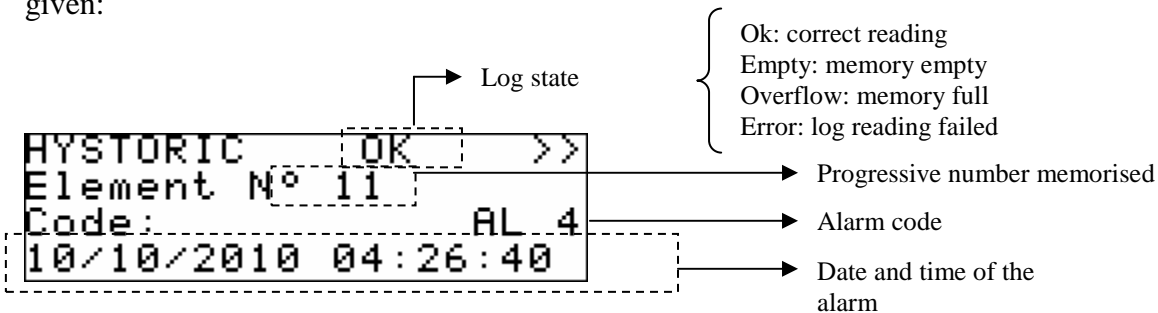 given:
Log state
Ok: correct reading
Empty: memory empty
Overflow: memory full
Error: log reading failed
HYSTORIC OK >>
Element N° 11
Code: AL 4
10/10/2010 04:26:40
Progressive number memorised
Alarm code
Date and time of the
alarm